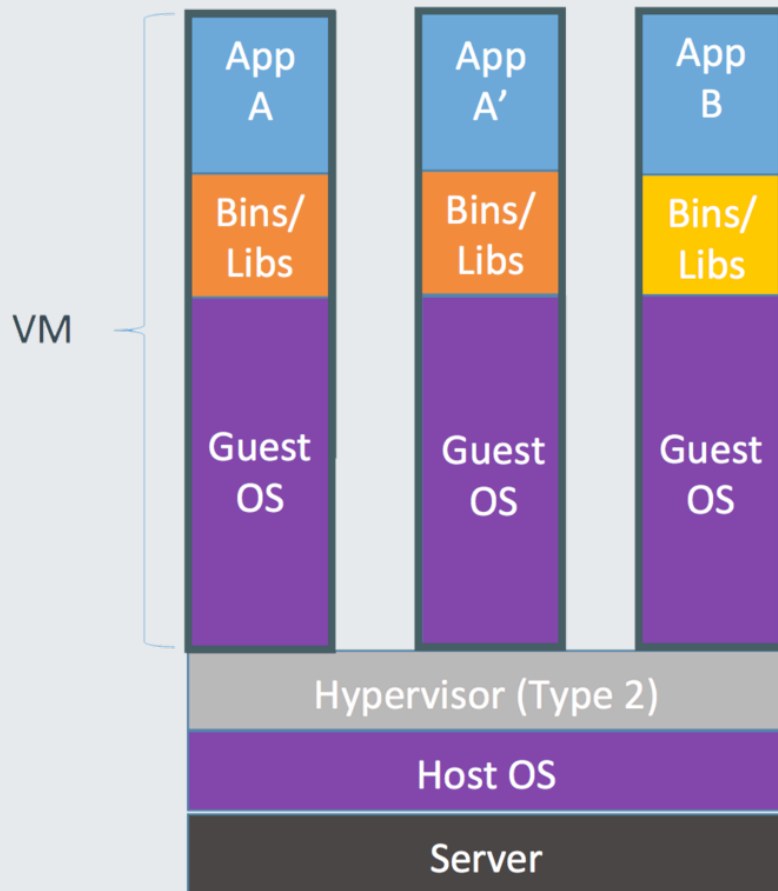 App
A
App
A’
App
B
Bins/
Libs
Bins/
Libs
Bins/
Libs
VM
Guest
OS
Guest
OS
Guest
OS
Hypervisor (Type 2)
Host OS
Server